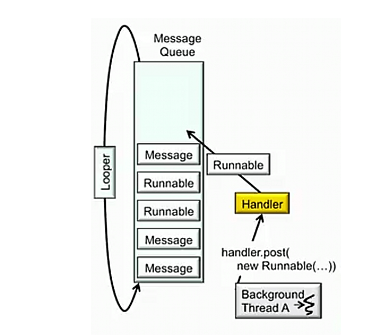 Message
Queue
Looper
Message
Runnable
Runnable
Message
Message
Runnable
Handler
handler.post(
new Runnable(...))
Background
Thread A